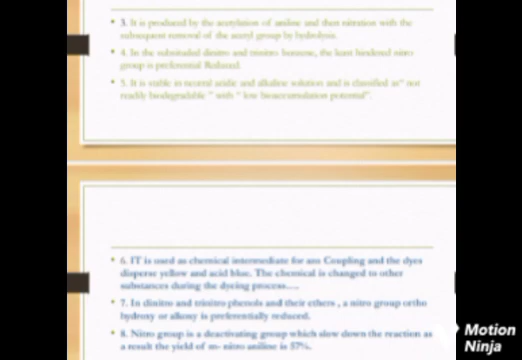 3. It is produced by the acetylation of aniline and then nitration with the
subsequent removal of the acetyl group by hydrolysis.
4. In the substituted dinitro and trinitro benzene, the least hindered nitro
group is preferential Reduced.
5. It is stable in neutral acidic and alkaline solution and is classified as" not
readily biodegradable " with " low bioaccumulation potential".
6. IT is used as chemical intermediate for azo Coupling and the dyes
disperse yellow and acid blue. The chemical is changed to other
substances during the dyeing process....
7. In dinitro and trinitro phenols and their ethers , a nitro group ortho
hydroxy or alkoxy is preferentially reduced.
8. Nitro group is a deactivating group which slow down the reaction as
a result the yield of m- nitro aniline is 57%.
Motion
Ninja